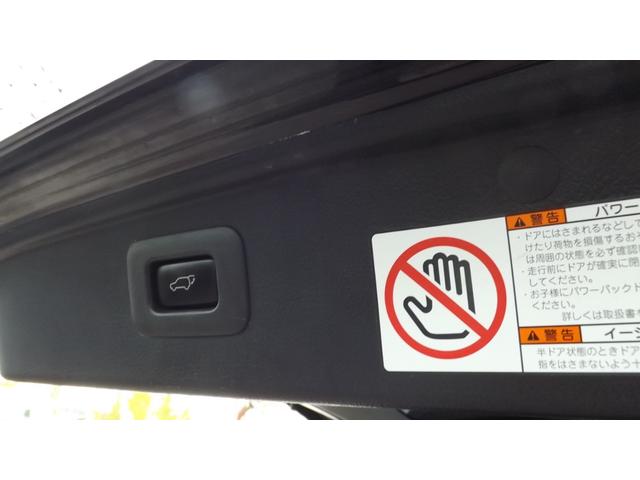 警告 パワー
・ドアにはさまれるなどして
けたり荷物を損傷するおそ
は周囲の状態を必ず確認
・走行前にドアが確実に閉
してください。
・お子様にパワーバックド
ください。
詳しくは取扱書
警告 イージ
半ドア状態のときドア
指をはさまないよう十